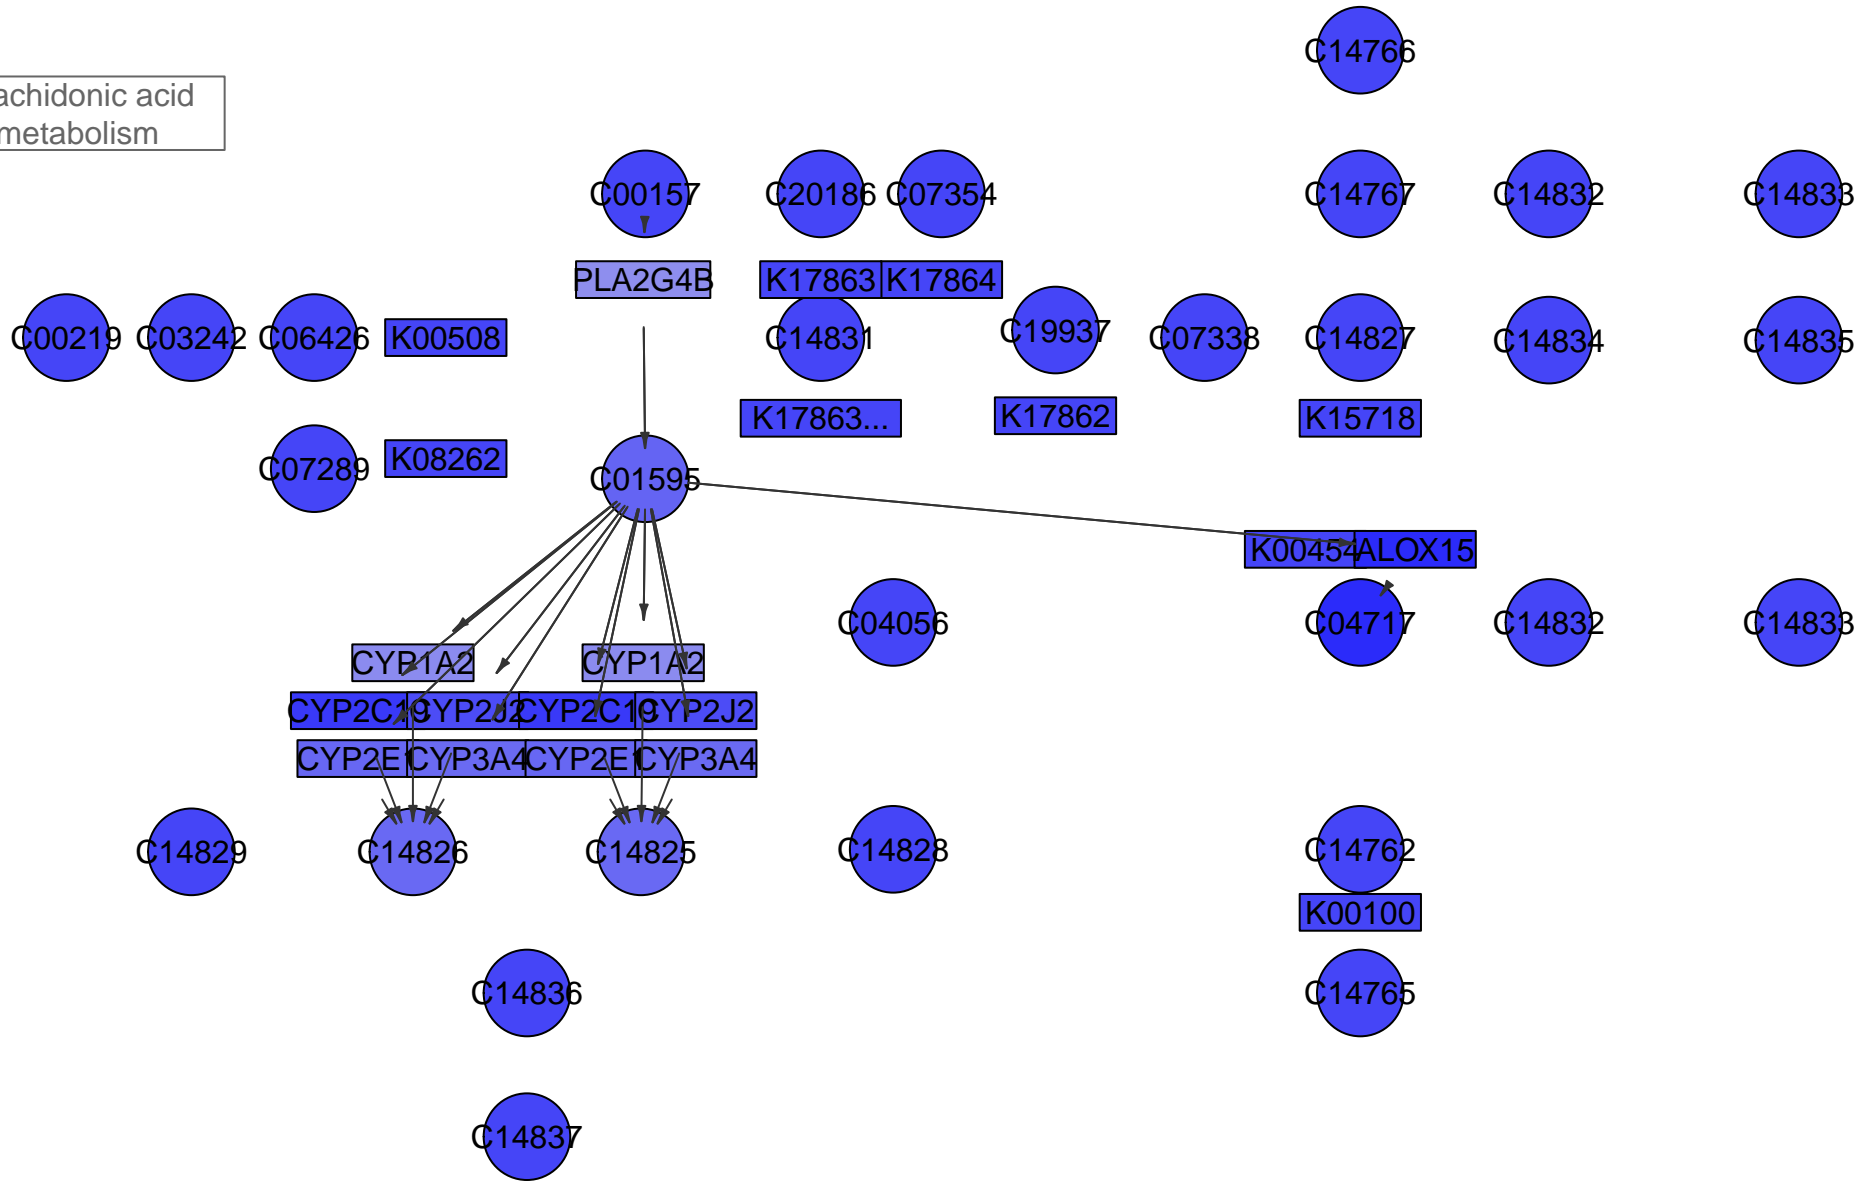 C14766
achidonic acid
metabolism
C00157
C20186
C07354
C14767
C14832
C14833
PLA2G4B
K17863
K17864
C00219
C03242
C06426
K00508
C14831
C19937
C07338
C14827
C14834
C14835
K17863...
K17862
K15718
C07289
K08262
C01595
K00454
ALOX15
C04056
C04717
C14832
C14833
CYP1A2
CYP1A2
CYP2C19
CYP2J2
CYP2C19
CYP2J2
CYP2E1
CYP3A4
CYP2E1
CYP3A4
C14829
C14826
C14825
C14828
C14762
K00100
C14836
C14765
C14837